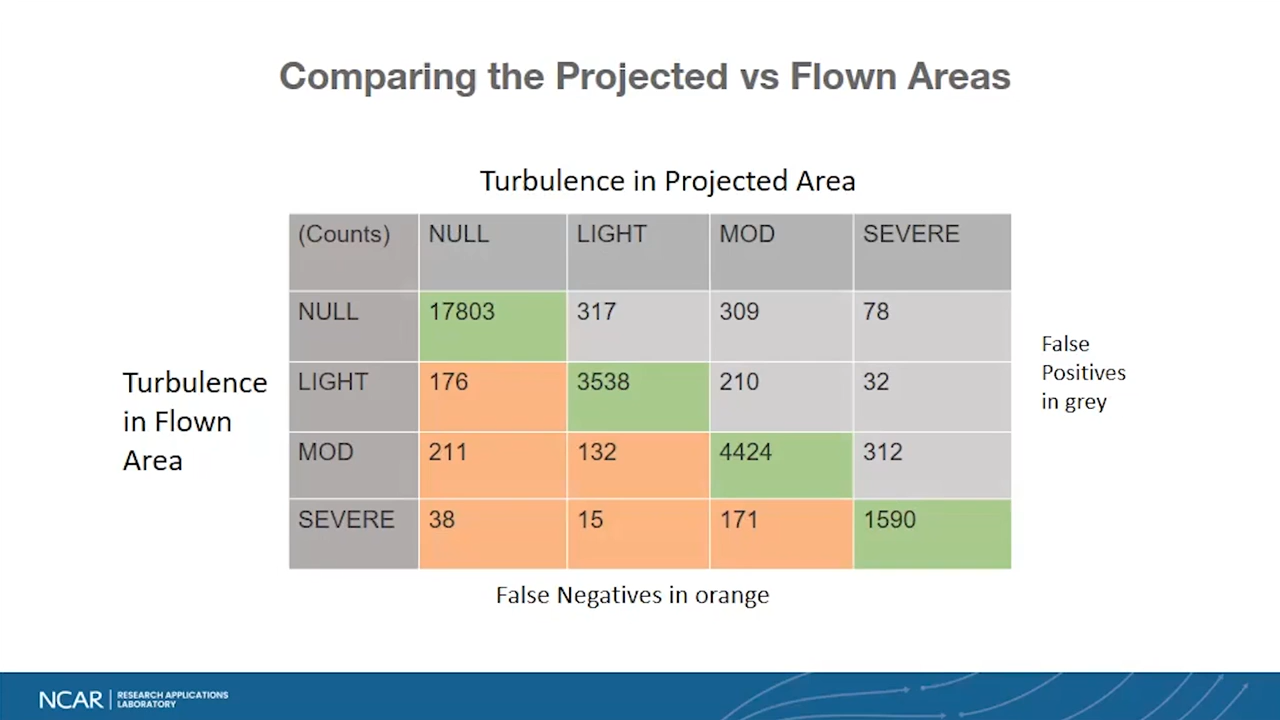 Comparing the Projected vs Flown Areas
Turbulence in Projected Area
(Counts) NULL LIGHT MOD SEVERE
NULL 17803 317 309 78
LIGHT 176 3538 210 32
MOD 211 132 4424 312
SEVERE 38 15 171 1590
Turbulence
in Flown
Area
False
Positives
in grey
False Negatives in orange
NCAR
RESEARCH APPLICATIONS
LABORATORY